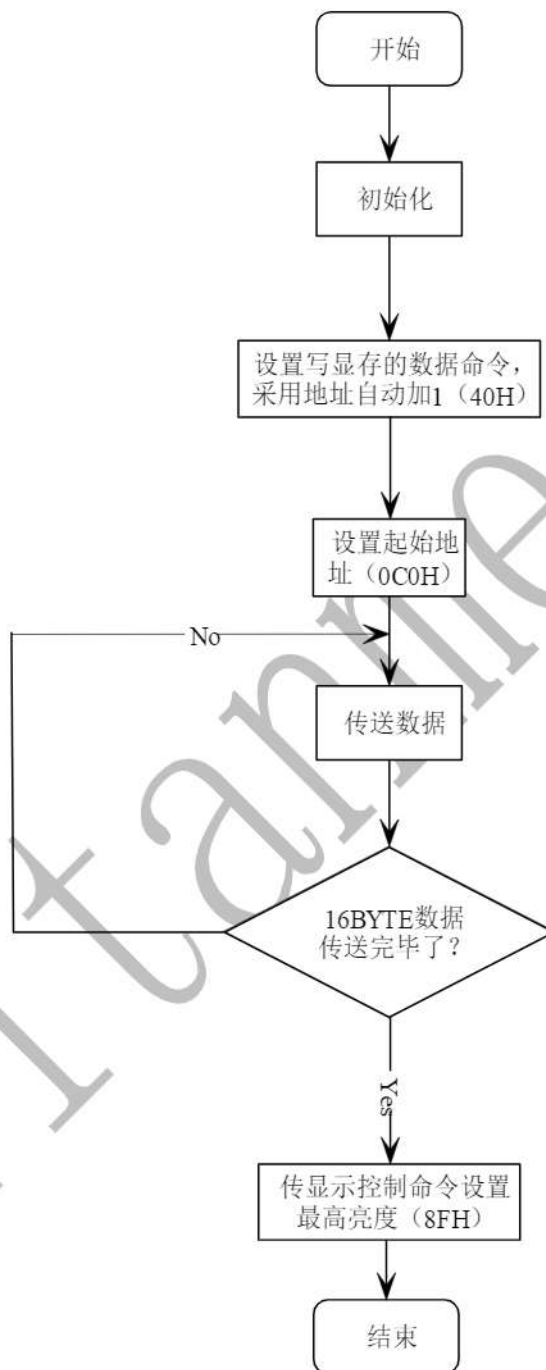 开始
初始化
设置写显存的数据命令，
采用地址自动加1（40H）
设置起始地
址（0C0H）
No
传送数据
16BYTE数据
传送完毕了？
Yes
传显示控制命令设置
最高亮度（8FH）
结束